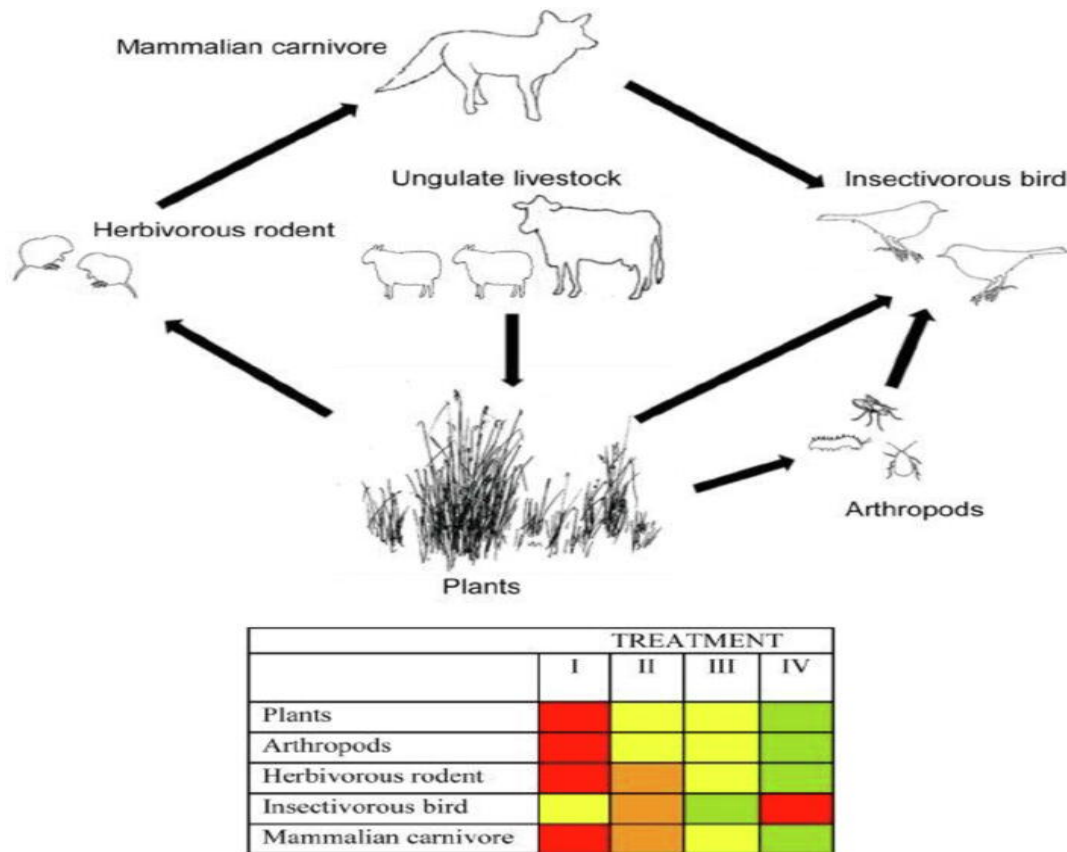 Mammalian carnivore
Ungulate livestock
Insectivorous bird
Herbivorous rodent
Arthropods
Plants
TREATMENT
I II III IV
Plants
Arthropods
Herbivorous rodent
Insectivorous bird
Mammalian carnivore